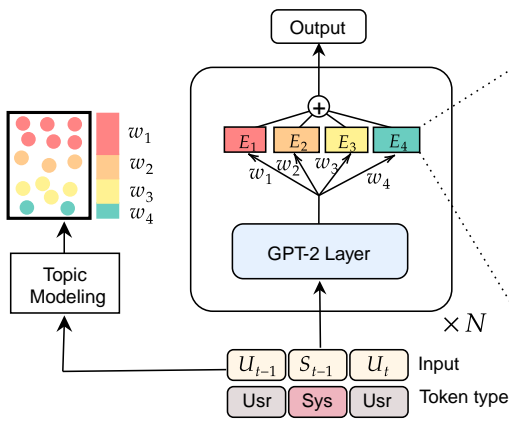 Output
+
E₁ E₂ E₃ E₄
w₁ w₂ w₃ w₄
w₁
w₂
w₃
w₄
GPT-2 Layer
Topic
Modeling
× N
Uₜ₋₁ Sₜ₋₁ Uₜ Input
Usr Sys Usr Token type